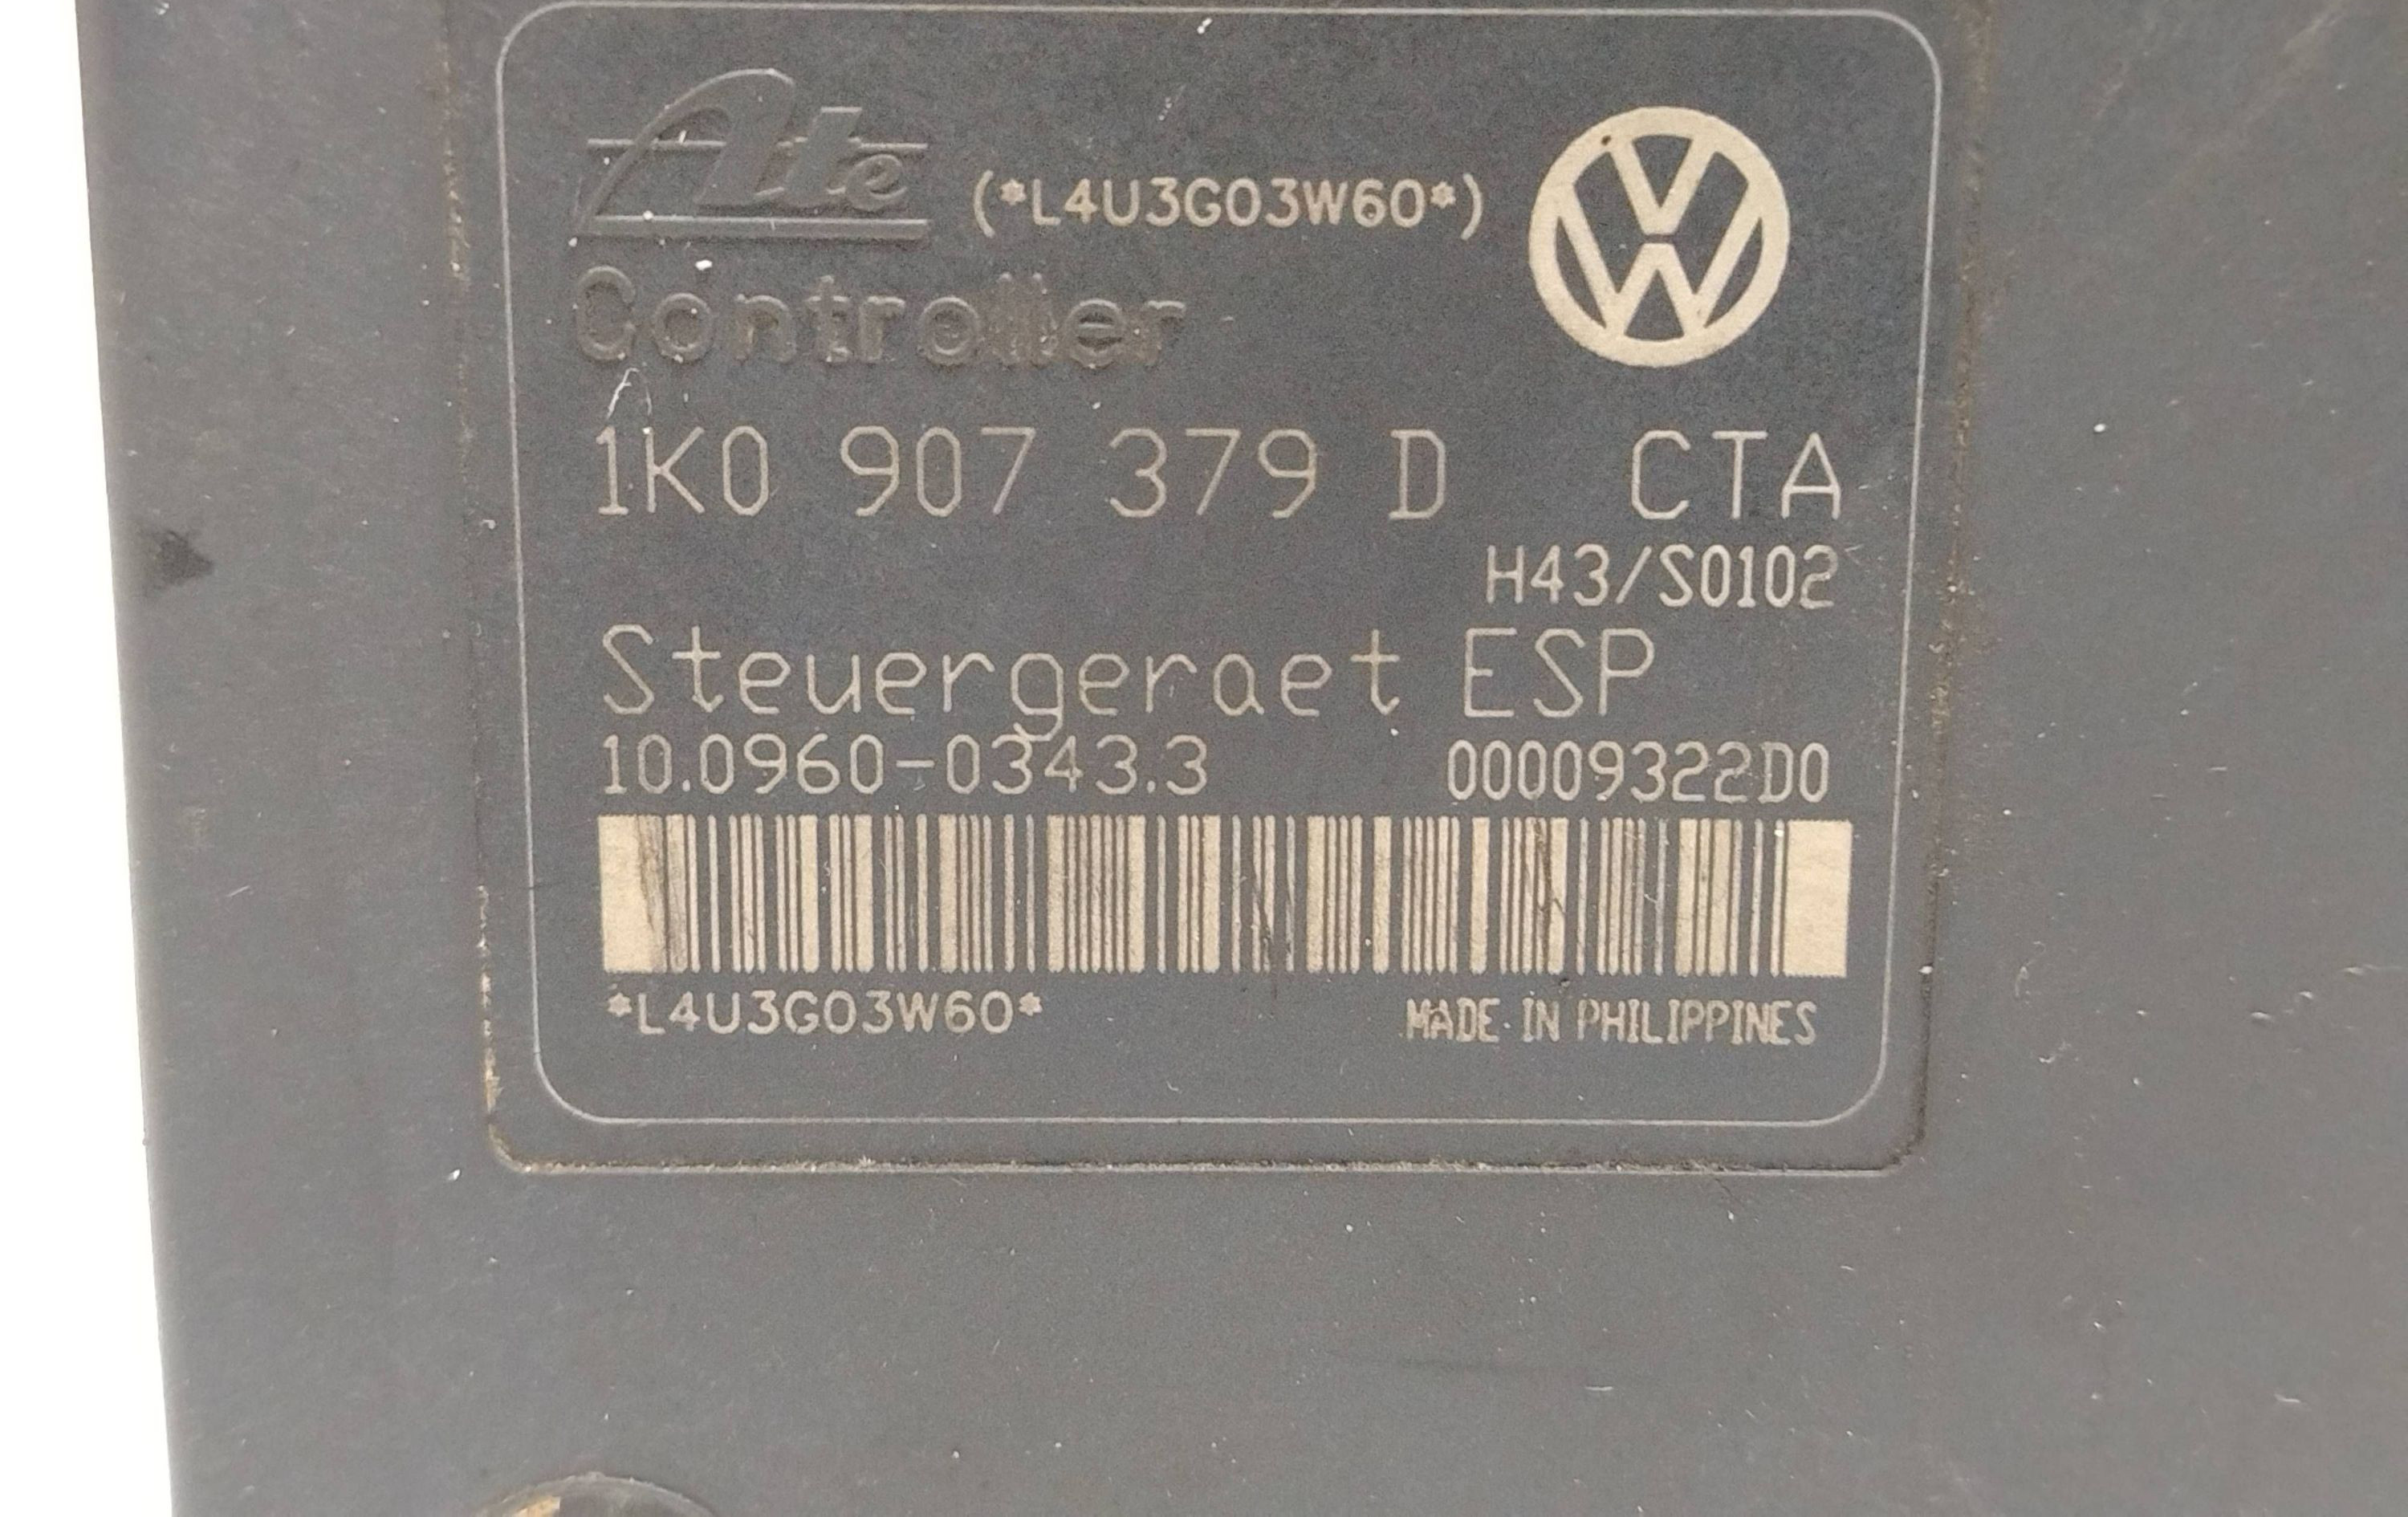 Ate (*L4U3G03W60*)
Controller
1K0 907 379 D CTA
H43/S0102
Steuergeraet ESP
10.0960-0343.3 00009322D0
*L4U3G03W60* MADE IN PHILIPPINES